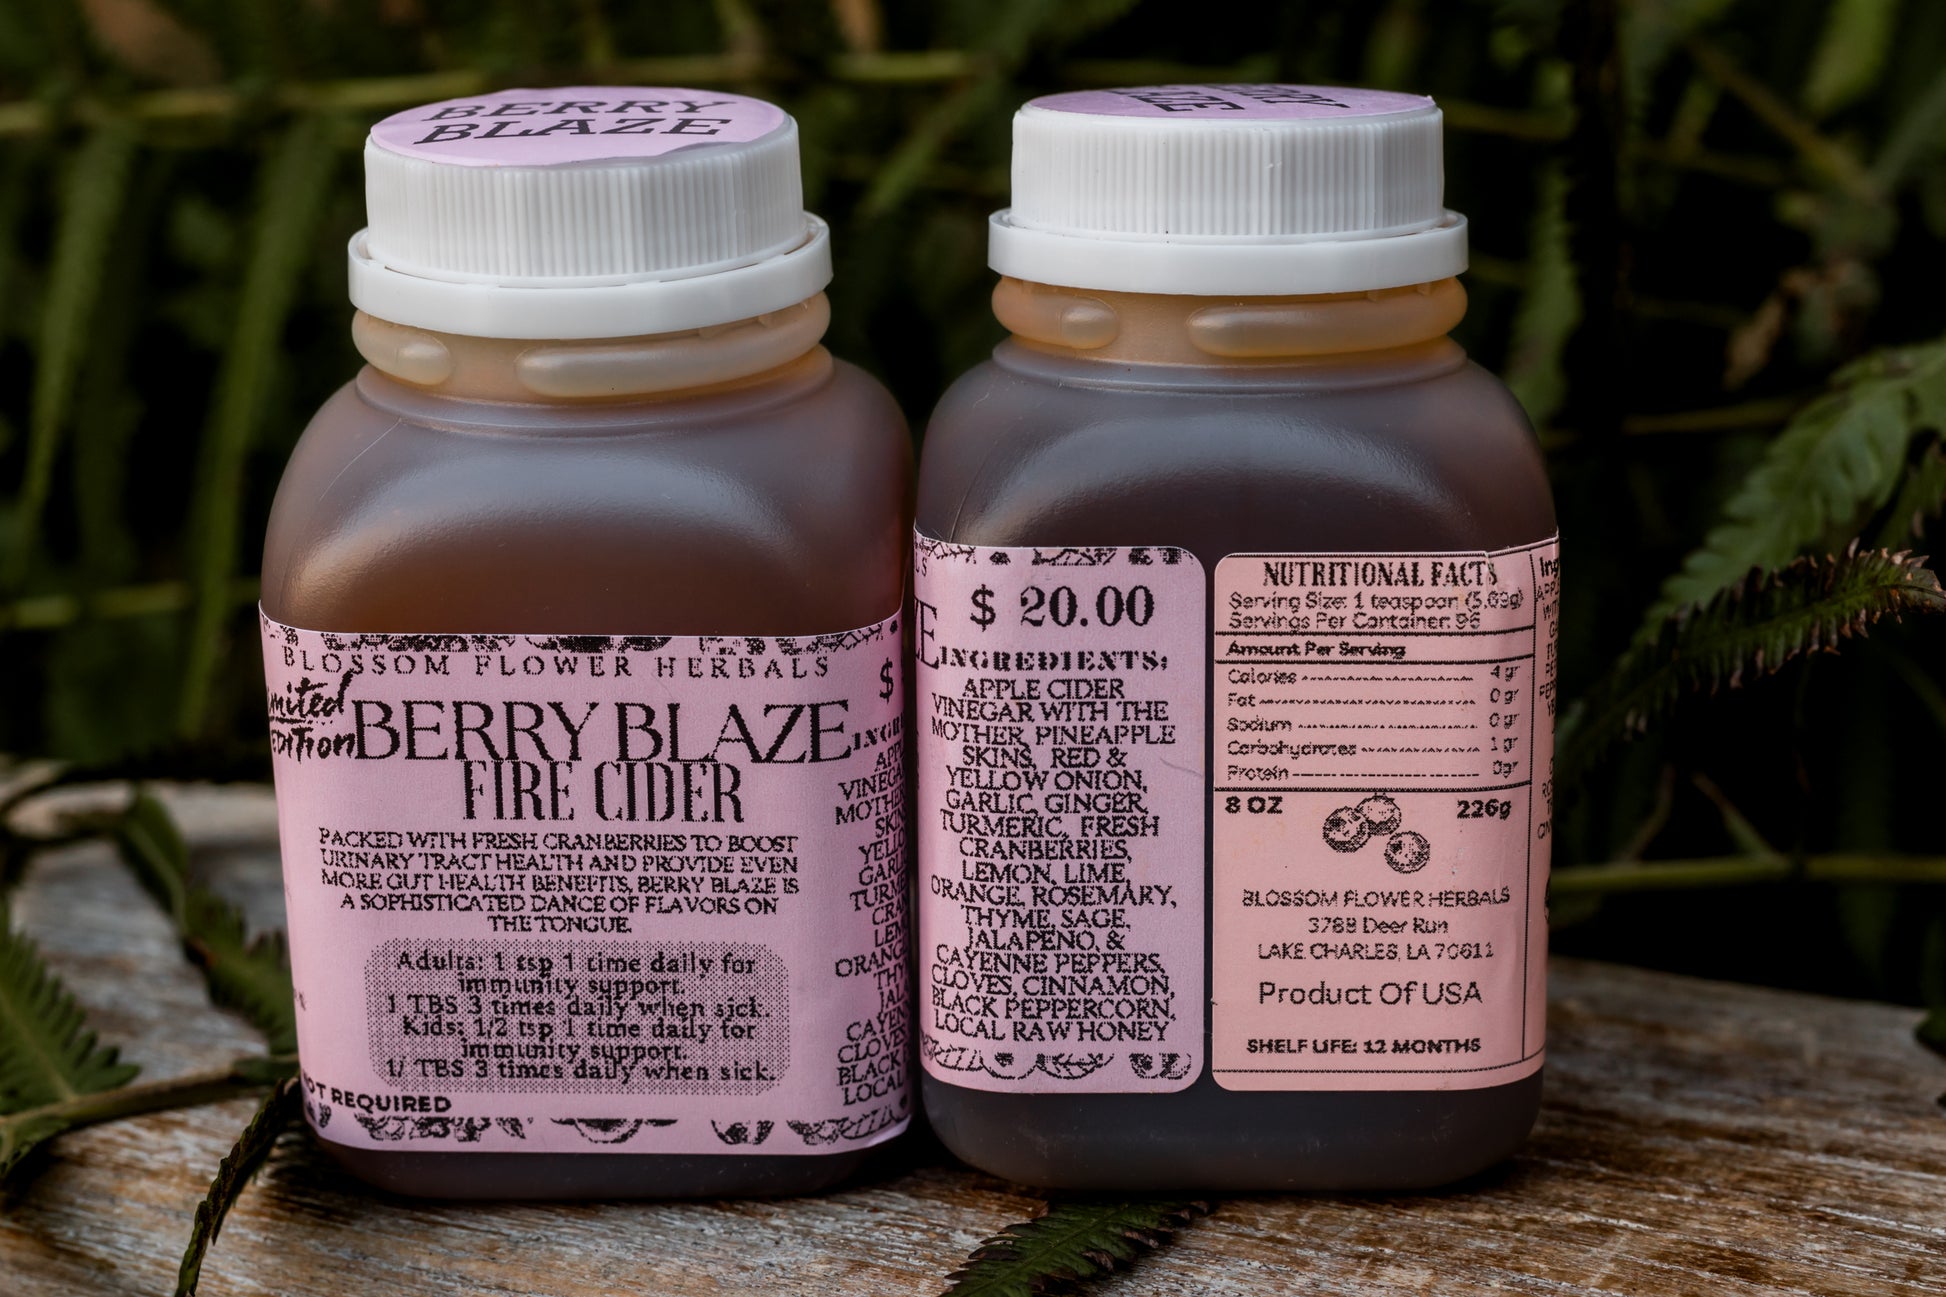 BERRY
BLAZE
BLOSSOM FLOWER HERBALS
BERRY BLAZE
FIRE CIDER
PACKED WITH FRESH CRANBERRIES TO BOOST
URINARY TRACT HEALTH AND PROVIDE EVEN
MORE GUT HEALTH BENEFITS, BERRY BLAZE IS
A SOPHISTICATED DANCE OF FLAVORS ON
THE TONGUE.
Adults: 1 tsp 1 time daily for
immunity support.
1 TBS 3 times daily when sick.
Kids: 1/2 tsp 1 time daily for
immunity support.
1/ TBS 3 times daily when sick.
REQUIRED
$ 20.00
INGREDIENTS:
APPLE CIDER
VINEGAR WITH THE
MOTHER, PINEAPPLE
SKINS, RED &
YELLOW ONION,
GARLIC, GINGER,
TURMERIC, FRESH
CRANBERRIES,
LEMON, LIME,
ORANGE, ROSEMARY,
THYME, SAGE,
JALAPENO, &
CAYENNE PEPPERS,
CLOVES, CINNAMON,
BLACK PEPPERCORN,
LOCAL RAW HONEY
NUTRITIONAL FACTS
Serving Size: 1 teaspoon (5.69g)
Servings Per Container: 96
Amount Per Serving
Calories 4 gr
Fat 0 gr
Sodium 0 gr
Carbohydrates 1 gr
Protein 0gr
8 OZ 226g
BLOSSOM FLOWER HERBALS
3788 Deer Run
LAKE CHARLES, LA 70611
Product Of USA
SHELF LIFE: 12 MONTHS